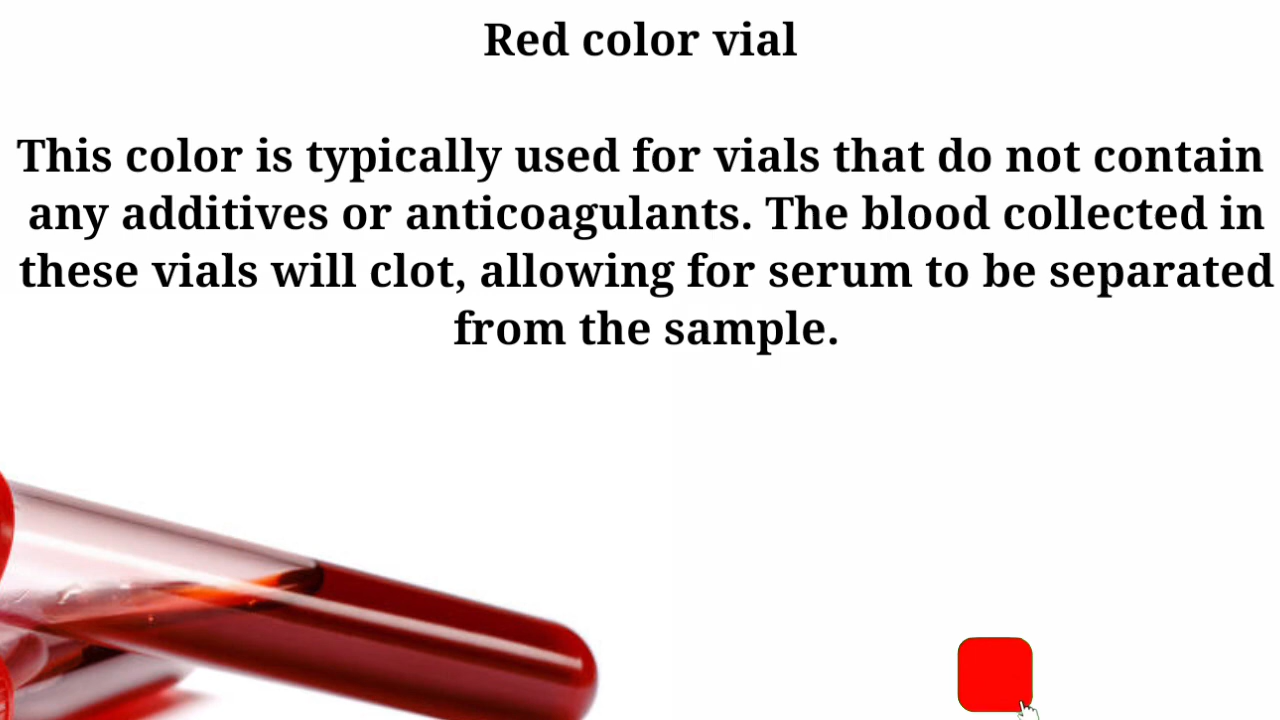 Red color vial
This color is typically used for vials that do not contain
any additives or anticoagulants. The blood collected in
these vials will clot, allowing for serum to be separated
from the sample.